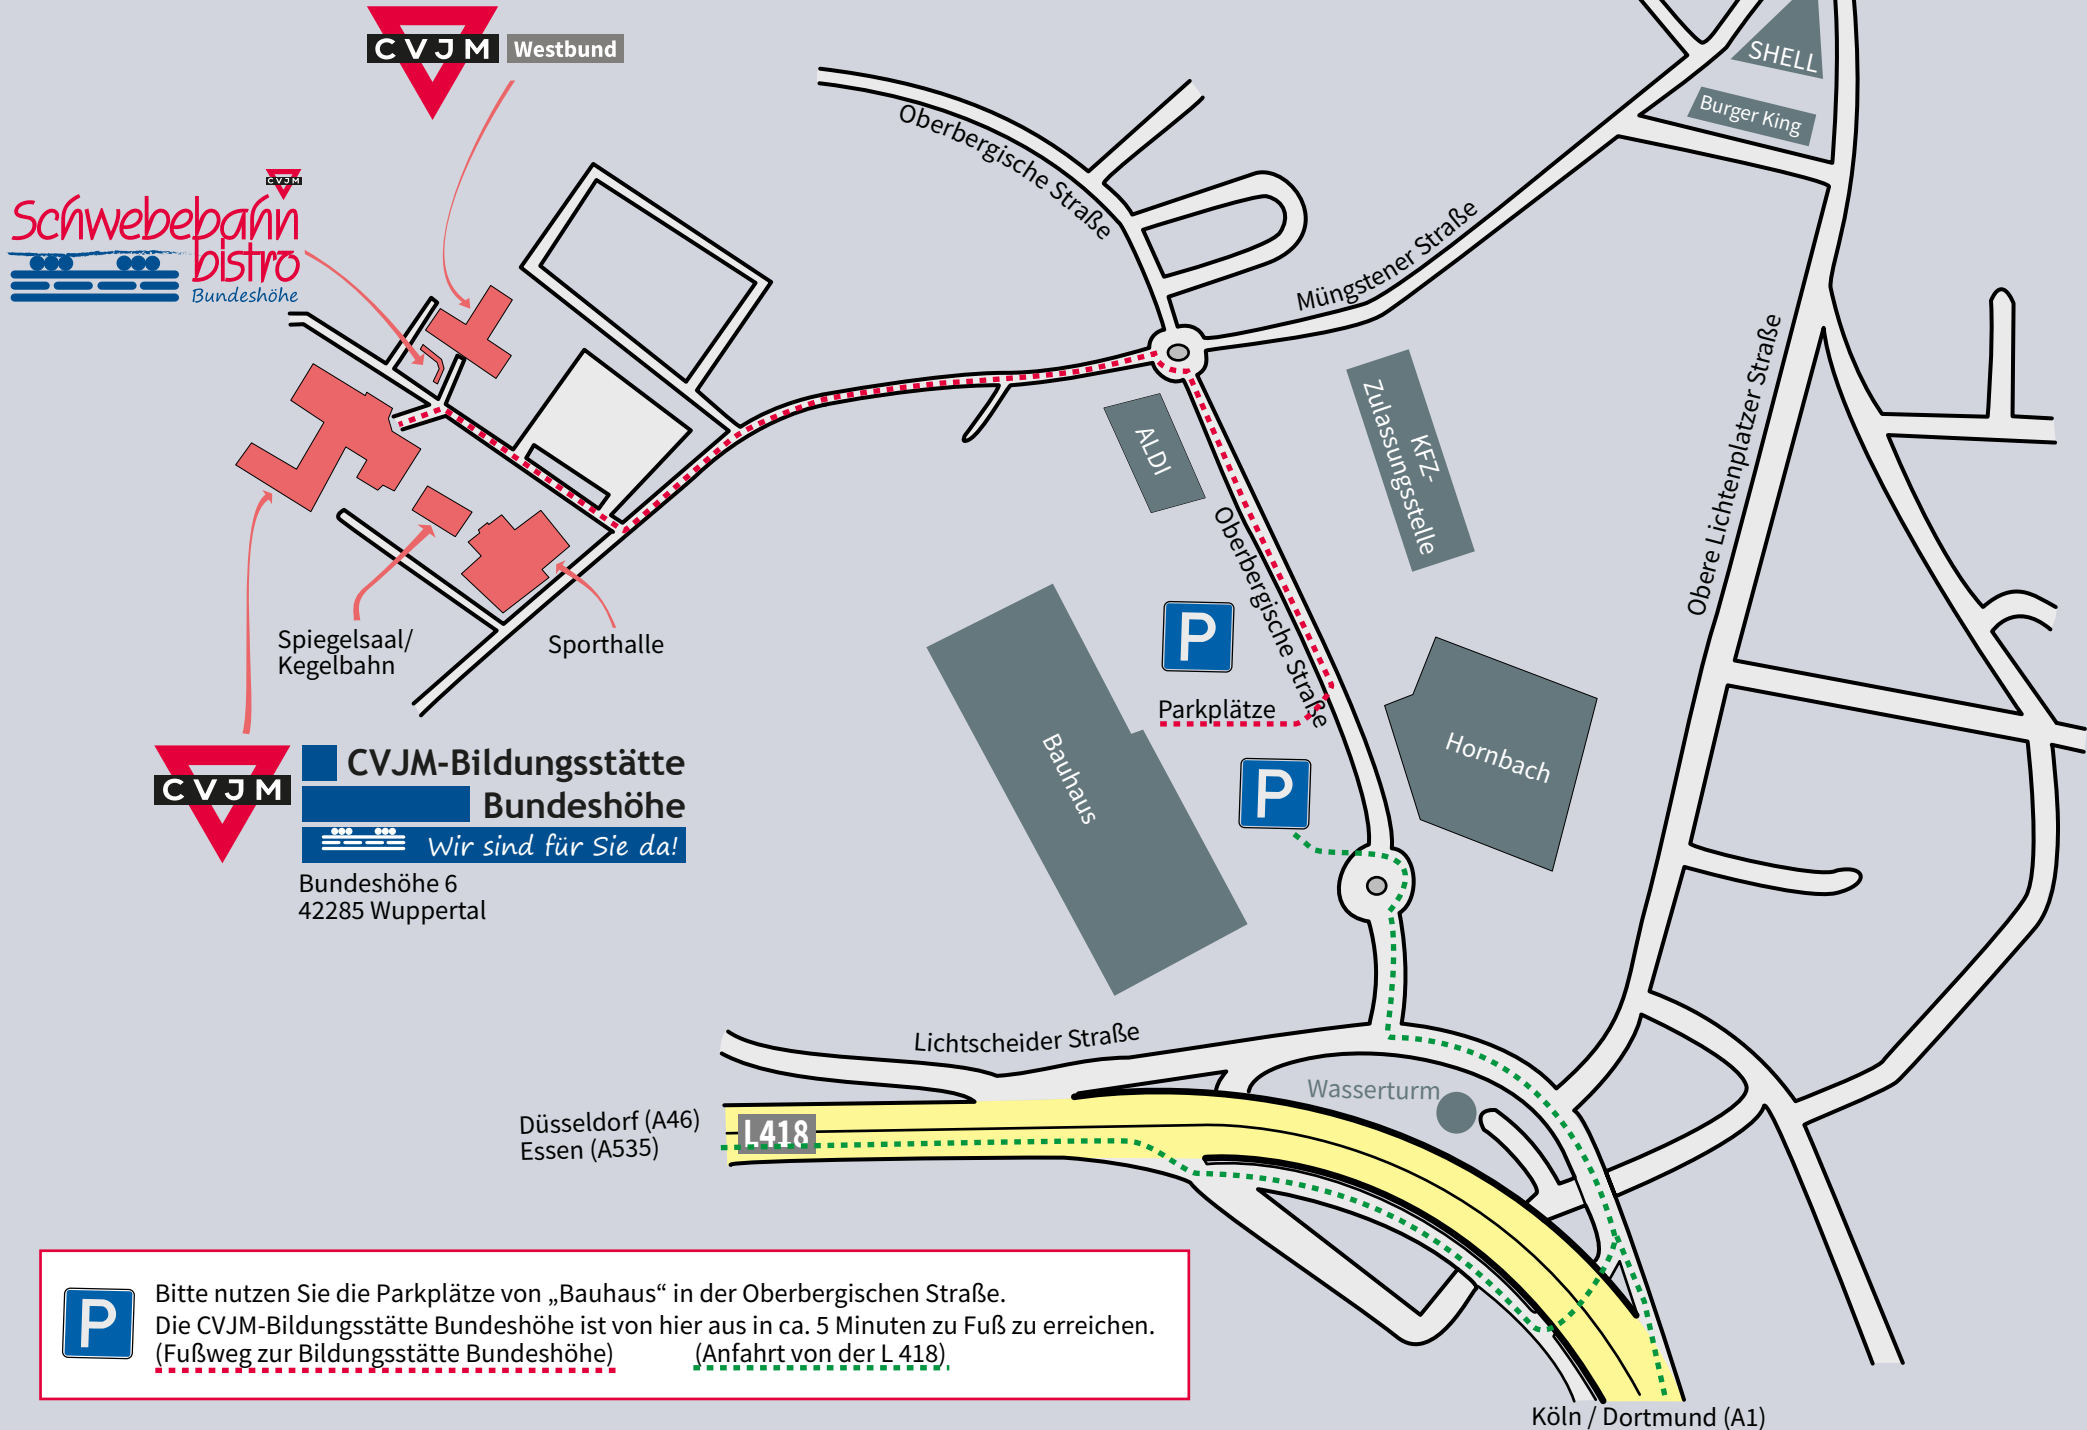 CVJM Westbund
SHELL
Burger King
Oberbergische Straße
CVJM
Schwebebahn
bistro
Bundeshöhe
Müngstener Straße
Obere Lichtenplatzer Straße
ALDI
KFZ-
Zulassungsstelle
Oberbergische Straße
Spiegelsaal/
Kegelbahn
Sporthalle
P
Parkplätze
Bauhaus
Hornbach
P
CVJM
CVJM-Bildungsstätte
Bundeshöhe
Wir sind für Sie da!
Bundeshöhe 6
42285 Wuppertal
Lichtscheider Straße
Wasserturm
Düsseldorf (A46)
Essen (A535)
L418
P
Bitte nutzen Sie die Parkplätze von „Bauhaus“ in der Oberbergischen Straße.
Die CVJM-Bildungsstätte Bundeshöhe ist von hier aus in ca. 5 Minuten zu Fuß zu erreichen.
(Fußweg zur Bildungsstätte Bundeshöhe) (Anfahrt von der L 418)
Köln / Dortmund (A1)